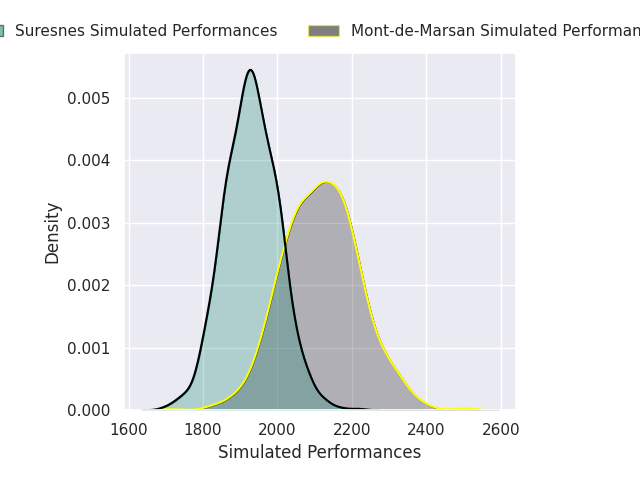 Suresnes Simulated Performances
Mont-de-Marsan Simulated Performan
Density
0.005
0.004
0.003
0.002
0.001
0.000
1600 1800 2000 2200 2400 2600
Simulated Performances